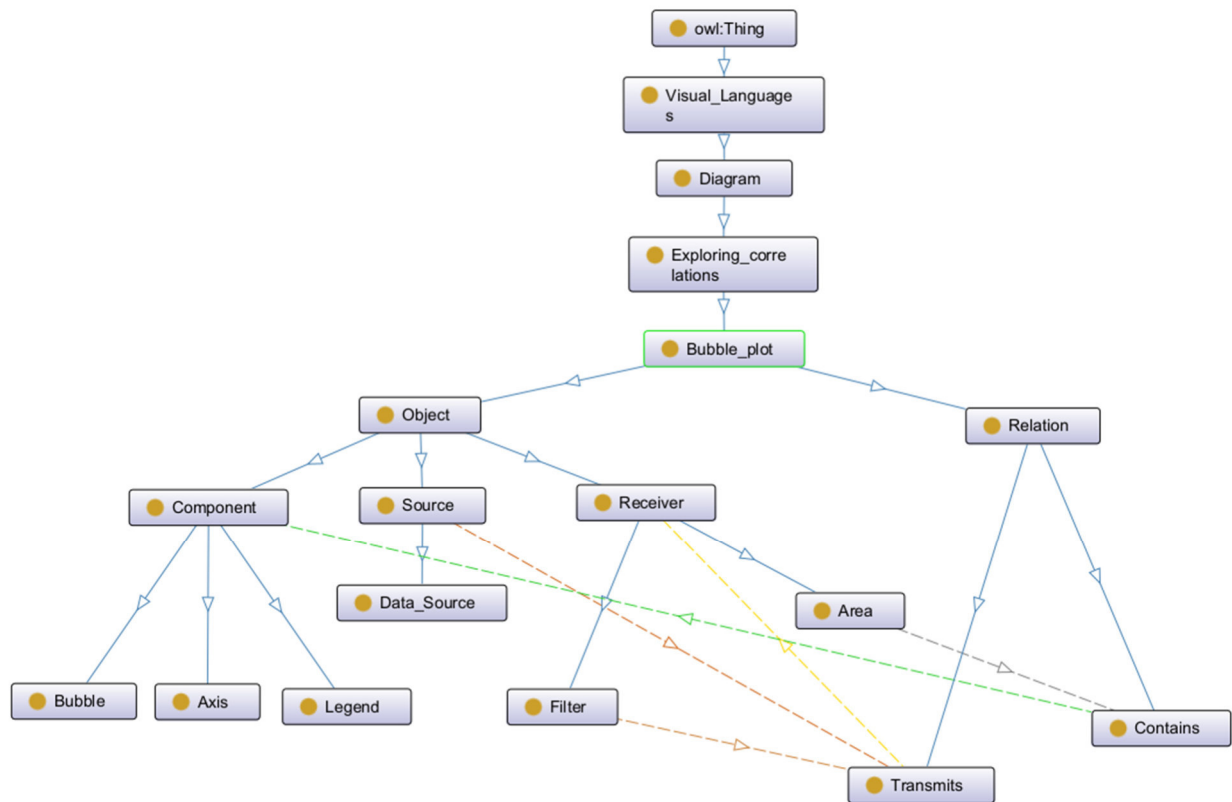 owl:Thing
Visual_Language
s
Diagram
Exploring_corre
lations
Bubble_plot
Object
Relation
Component
Source
Receiver
Data_Source
Area
Bubble
Axis
Legend
Filter
Contains
Transmits